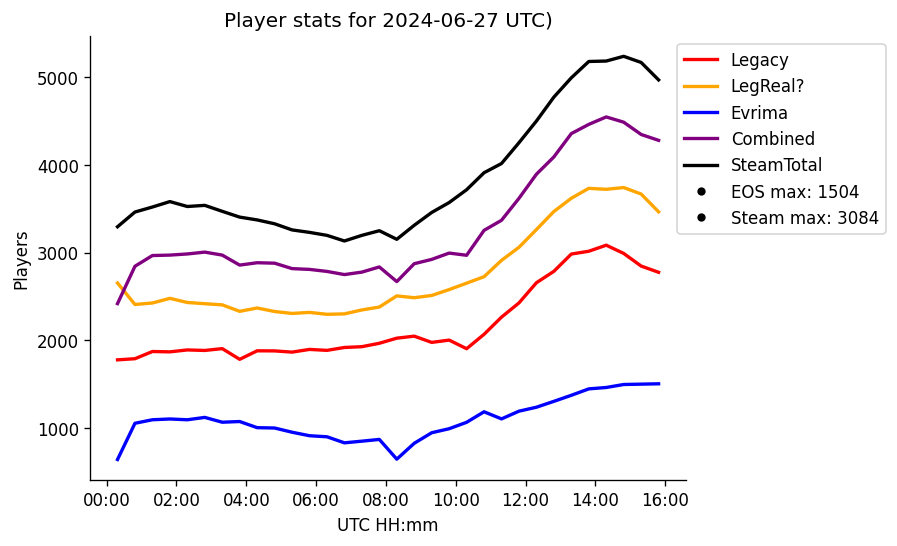 Player stats for 2024-06-27 UTC)
Legacy
LegReal?
Evrima
Combined
SteamTotal
EOS max: 1504
Steam max: 3084
Players
5000
4000
3000
2000
1000
00:00 02:00 04:00 06:00 08:00 10:00 12:00 14:00 16:00
UTC HH:mm